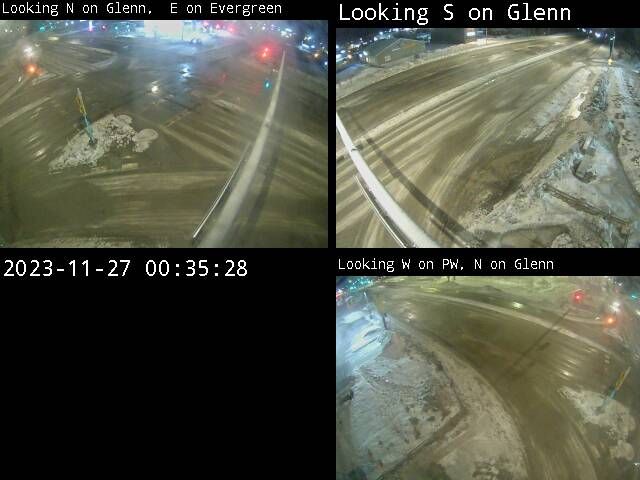 Looking N on Glenn,  E on Evergreen
Looking S on Glenn
2023-11-27 00:35:28
Looking W on PW, N on Glenn